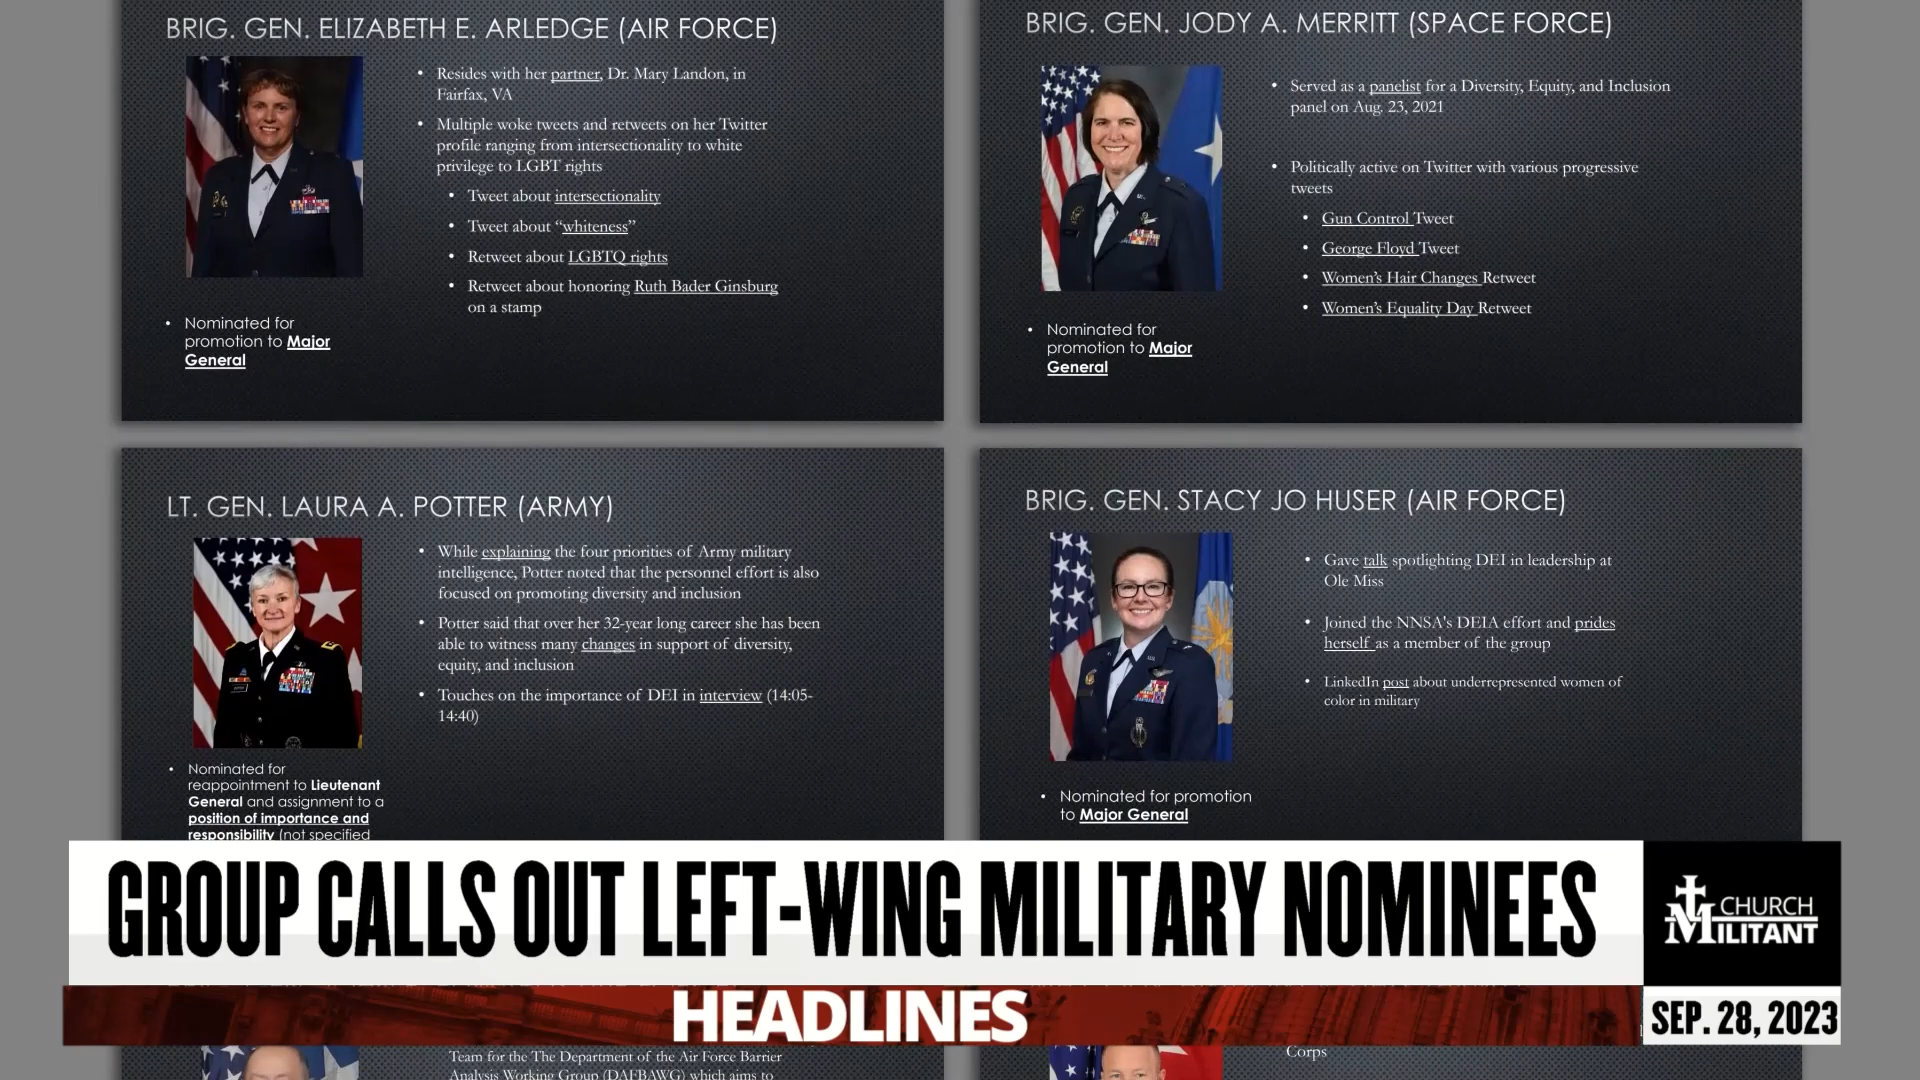 BRIG. GEN. ELIZABETH E. ARLEDGE (AIR FORCE)
• Resides with her partner, Dr. Mary Landon, in
Fairfax, VA
• Multiple woke tweets and retweets on her Twitter
profile ranging from intersectionality to white
privilege to LGBT rights
• Tweet about intersectionality
• Tweet about “whiteness”
• Retweet about LGBTQ rights
• Retweet about honoring Ruth Bader Ginsburg
on a stamp
• Nominated for
promotion to Major
General
BRIG. GEN. JODY A. MERRITT (SPACE FORCE)
• Served as a panelist for a Diversity, Equity, and Inclusion
panel on Aug. 23, 2021
• Politically active on Twitter with various progressive
tweets
• Gun Control Tweet
• George Floyd Tweet
• Women’s Hair Changes Retweet
• Women’s Equality Day Retweet
• Nominated for
promotion to Major
General
LT. GEN. LAURA A. POTTER (ARMY)
• While explaining the four priorities of Army military
intelligence, Potter noted that the personnel effort is also
focused on promoting diversity and inclusion
• Potter said that over her 32-year long career she has been
able to witness many changes in support of diversity,
equity, and inclusion
• Touches on the importance of DEI in interview (14:05-
14:40)
• Nominated for
reappointment to Lieutenant
General and assignment to a
position of importance and
responsibility (not specified
BRIG. GEN. STACY JO HUSER (AIR FORCE)
• Gave talk spotlighting DEI in leadership at
Ole Miss
• Joined the NNSA's DEIA effort and prides
herself as a member of the group
• LinkedIn post about underrepresented women of
color in military
• Nominated for promotion
to Major General
GROUP CALLS OUT LEFT-WING MILITARY NOMINEES
CHURCH
MILITANT
HEADLINES
SEP. 28, 2023
Team for the The Department of the Air Force Barrier
Analysis Working Group (DAFBAWG) which aims to
Corps